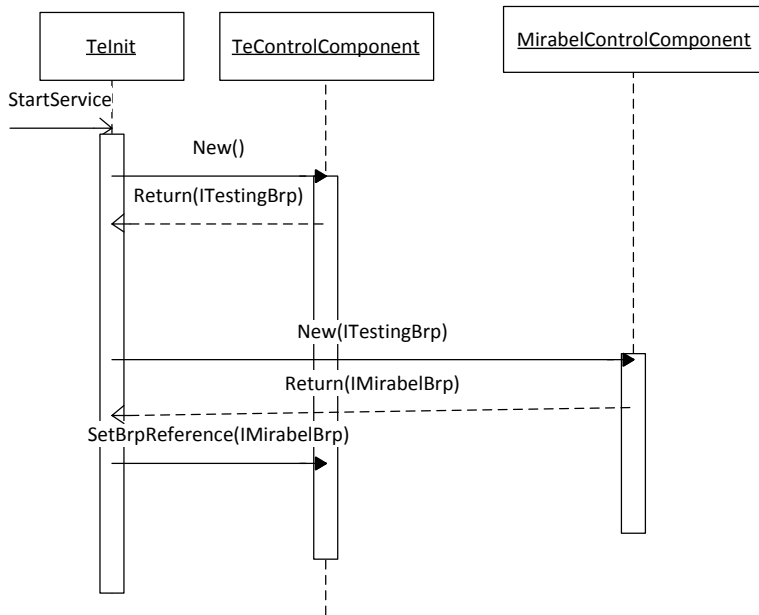 TeInit
TeControlComponent
MirabelControlComponent
StartService
New()
Return(ITestingBrp)
New(ITestingBrp)
Return(IMirabelBrp)
SetBrpReference(IMirabelBrp)